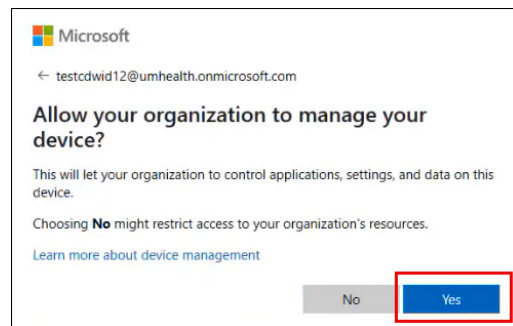 Microsoft
← testcdwid12@umhealth.onmicrosoft.com
Allow your organization to manage your
device?
This will let your organization to control applications, settings, and data on this
device.
Choosing No might restrict access to your organization's resources.
Learn more about device management
No
Yes